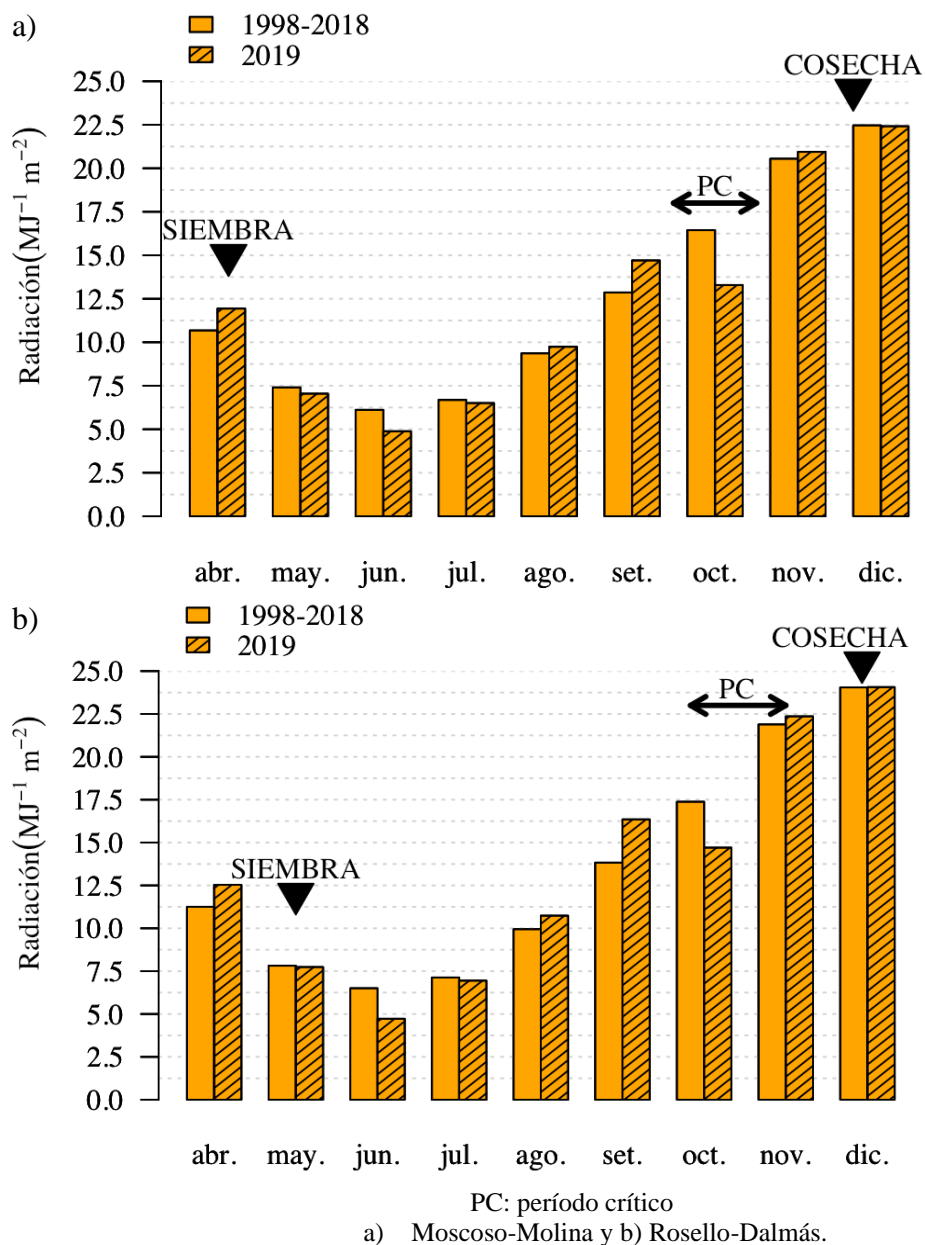 a)
1998-2018
2019
COSECHA
25.0
22.5
20.0
PC
17.5
SIEMBRA
15.0
12.5
10.0
7.5
5.0
2.5
0.0
Radiación(MJ⁻¹ m⁻²)
abr. may. jun. jul. ago. set. oct. nov. dic.
b)
1998-2018
2019
COSECHA
25.0
PC
22.5
20.0
17.5
15.0
SIEMBRA
12.5
10.0
7.5
5.0
2.5
0.0
Radiación(MJ⁻¹ m⁻²)
abr. may. jun. jul. ago. set. oct. nov. dic.
PC: período crítico
a) Moscoso-Molina y b) Rosello-Dalmás.